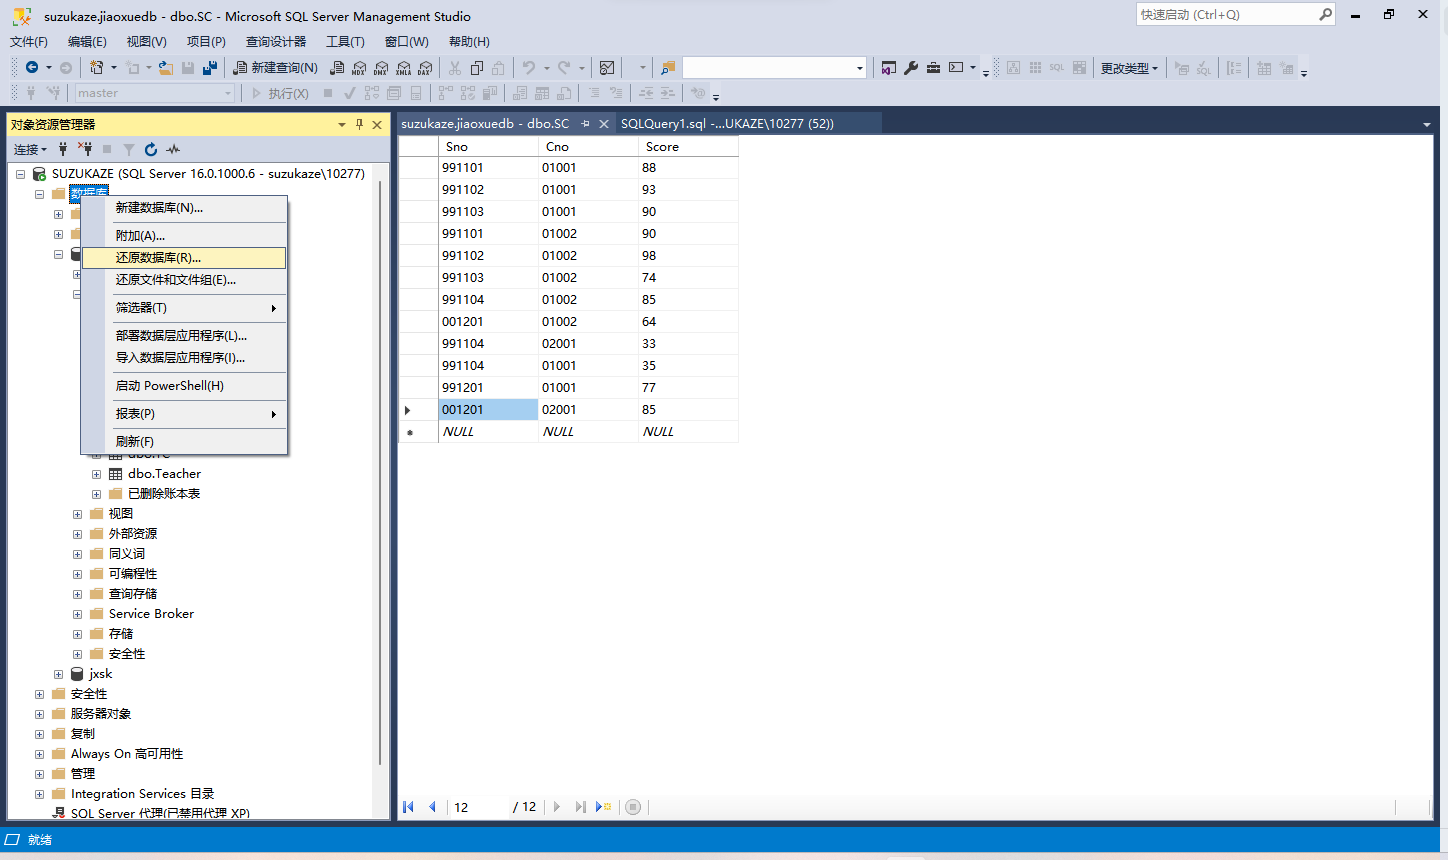 suzukaze.jiaoxuedb - dbo.SC - Microsoft SQL Server Management Studio
快速启动 (Ctrl+Q)
文件(F) 编辑(E) 视图(V) 项目(P) 查询设计器 工具(T) 窗口(W) 帮助(H)
新建查询(N) MDX DMX XMLA DAX SQL 更改类型
master 执行(X)
对象资源管理器
连接
SUZUKAZE (SQL Server 16.0.1000.6 - suzukaze\10277)
数据库
新建数据库(N)...
附加(A)...
还原数据库(R)...
还原文件和文件组(E)...
筛选器(T)
部署数据层应用程序(L)...
导入数据层应用程序(I)...
启动 PowerShell(H)
报表(P)
刷新(F)
dbo.TC
dbo.Teacher
已删除账本表
视图
外部资源
同义词
可编程性
查询存储
Service Broker
存储
安全性
jxsk
安全性
服务器对象
复制
Always On 高可用性
管理
Integration Services 目录
SQL Server 代理(已禁用代理 XP)
suzukaze.jiaoxuedb - dbo.SC SQLQuery1.sql -...UKAZE\10277 (52))
Sno Cno Score
991101 01001 88
991102 01001 93
991103 01001 90
991101 01002 90
991102 01002 98
991103 01002 74
991104 01002 85
001201 01002 64
991104 02001 33
991104 01001 35
991201 01001 77
001201 02001 85
NULL NULL NULL
12 / 12
就绪